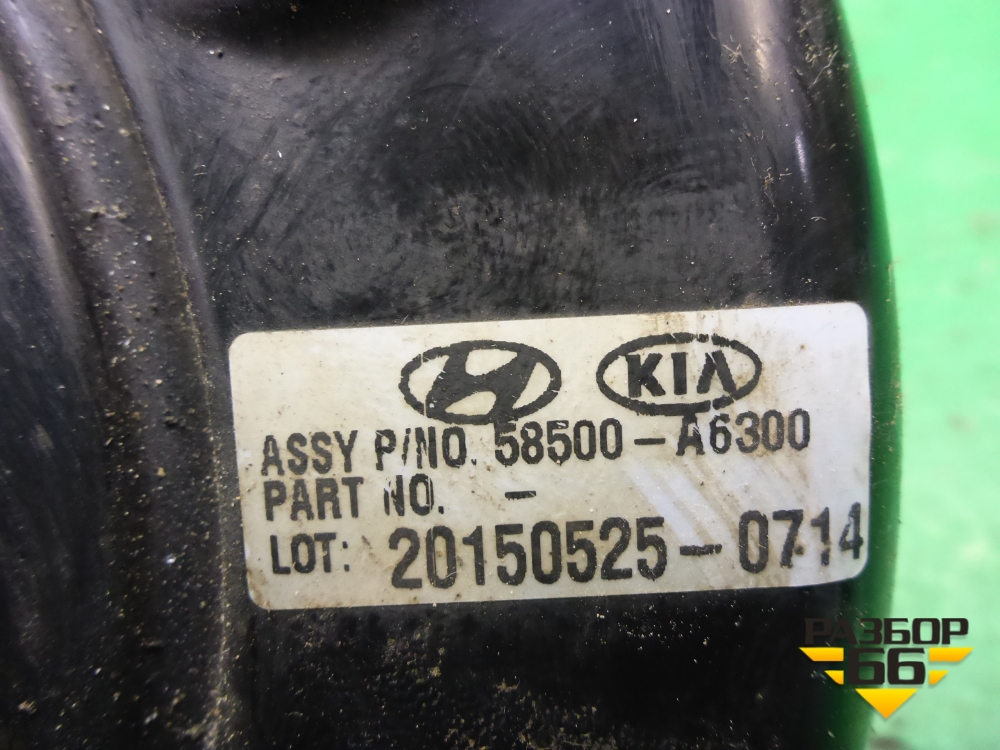 KIA
ASSY P/NO. 58500-A6300
PART NO. -
LOT: 20150525-0714
РАЗБОР
66